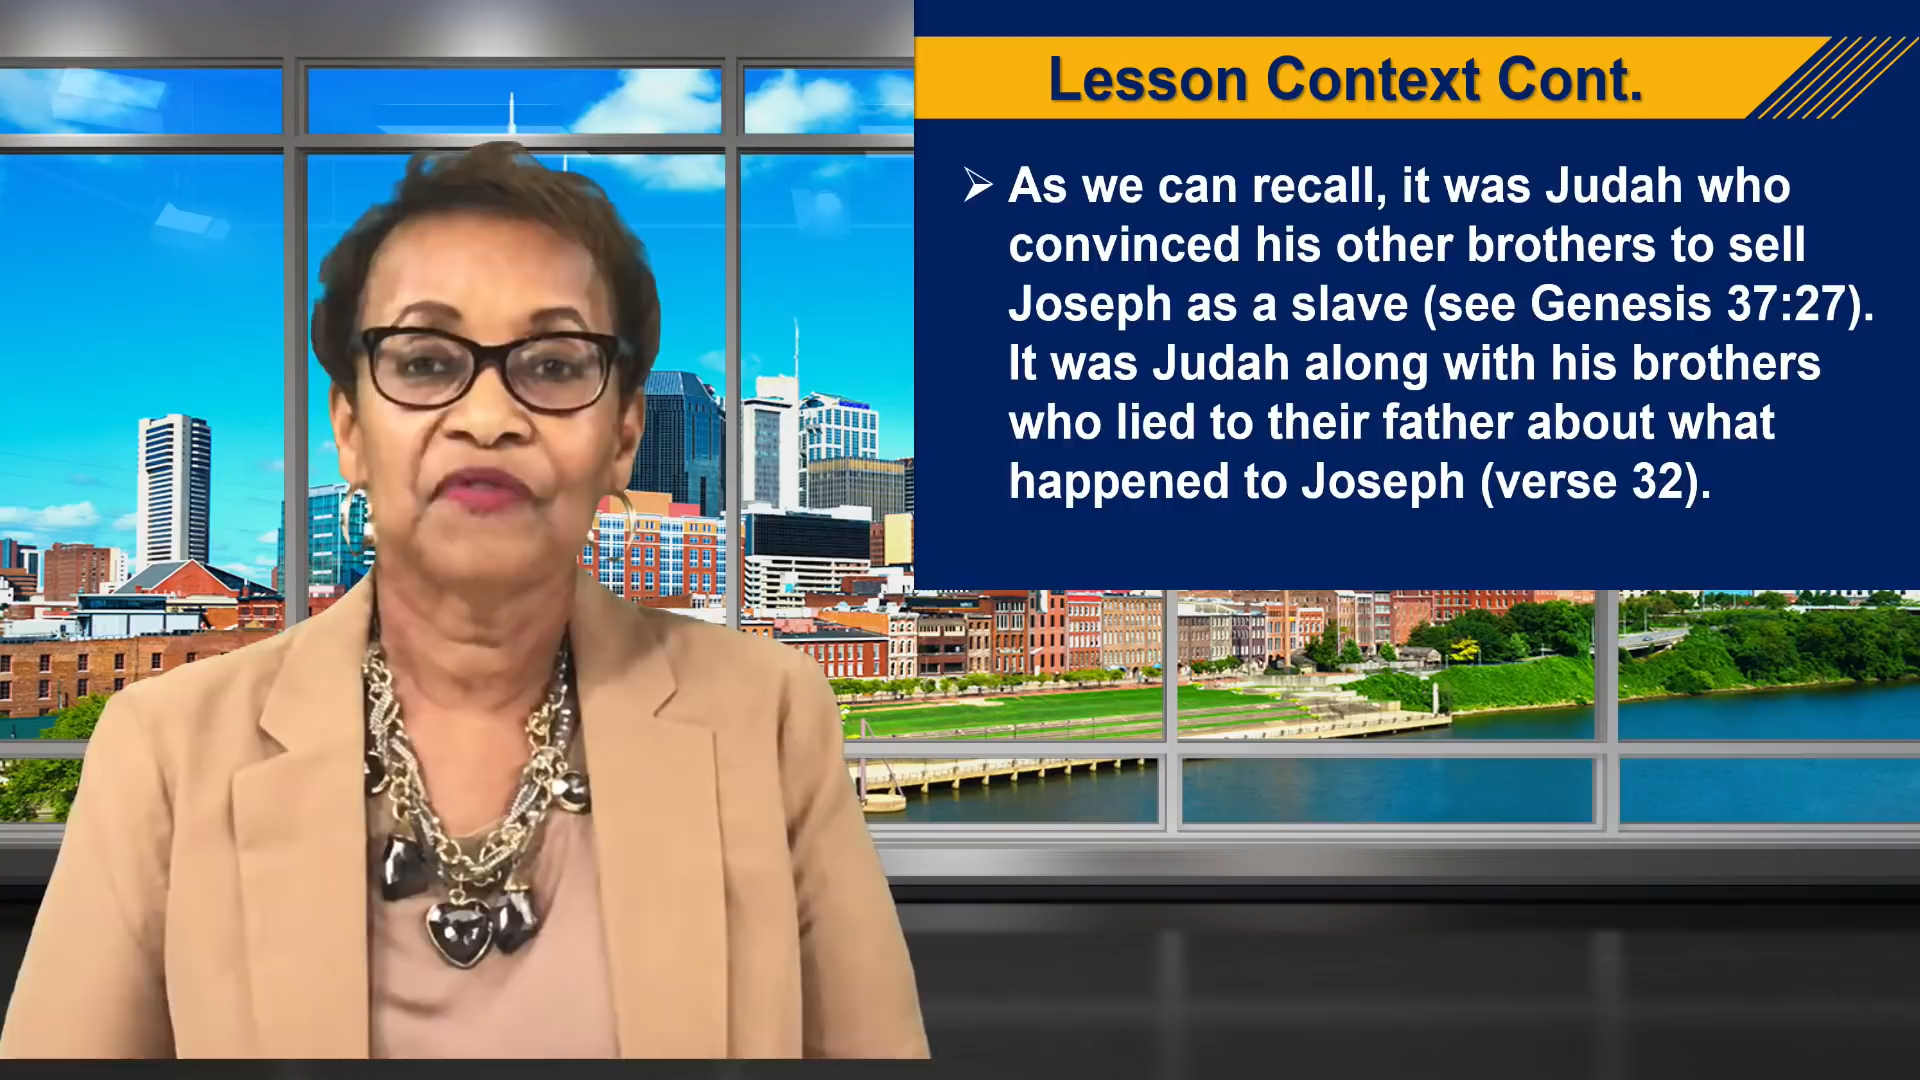 Lesson Context Cont.
As we can recall, it was Judah who
convinced his other brothers to sell
Joseph as a slave (see Genesis 37:27).
It was Judah along with his brothers
who lied to their father about what
happened to Joseph (verse 32).